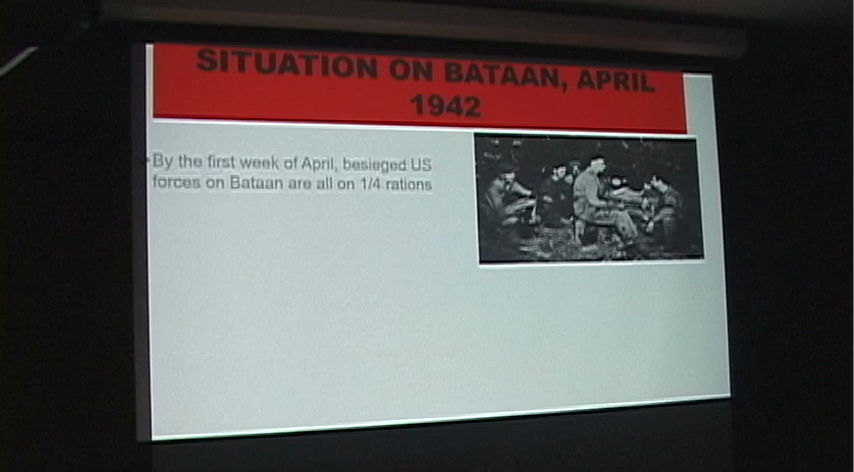 SITUATION ON BATAAN, APRIL
1942
• By the first week of April, besieged US
forces on Bataan are all on 1/4 rations